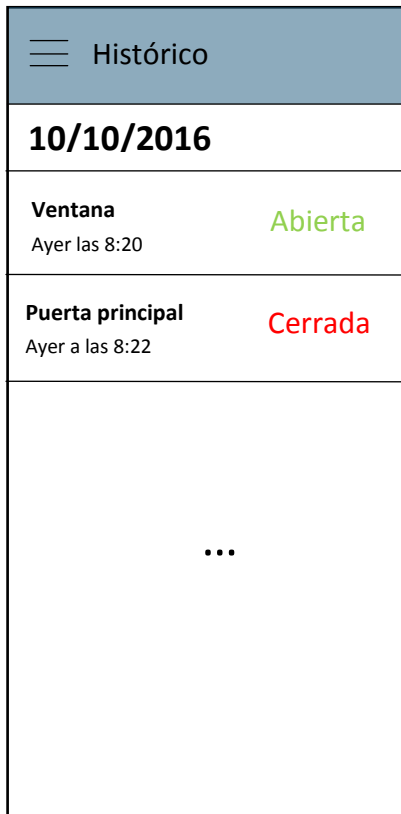 Histórico
10/10/2016
Ventana
Abierta
Ayer las 8:20
Puerta principal
Cerrada
Ayer a las 8:22
...